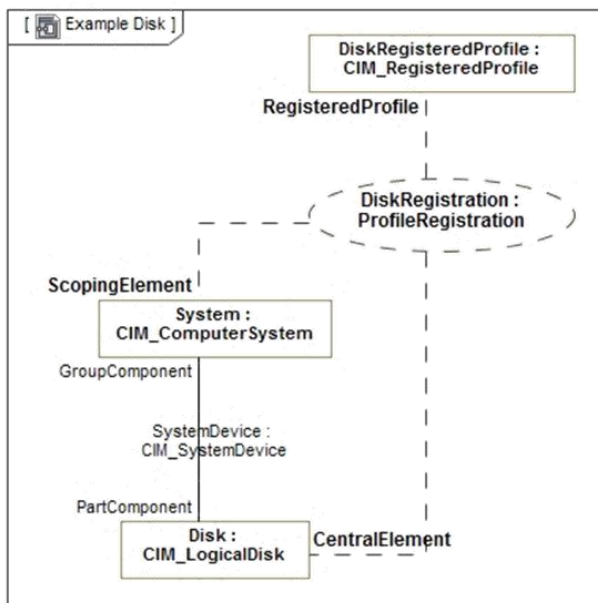 [ Example Disk ]
DiskRegisteredProfile :
CIM_RegisteredProfile
RegisteredProfile
DiskRegistration :
ProfileRegistration
ScopingElement
System :
CIM_ComputerSystem
GroupComponent
SystemDevice :
CIM_SystemDevice
PartComponent
Disk :
CIM_LogicalDisk
CentralElement